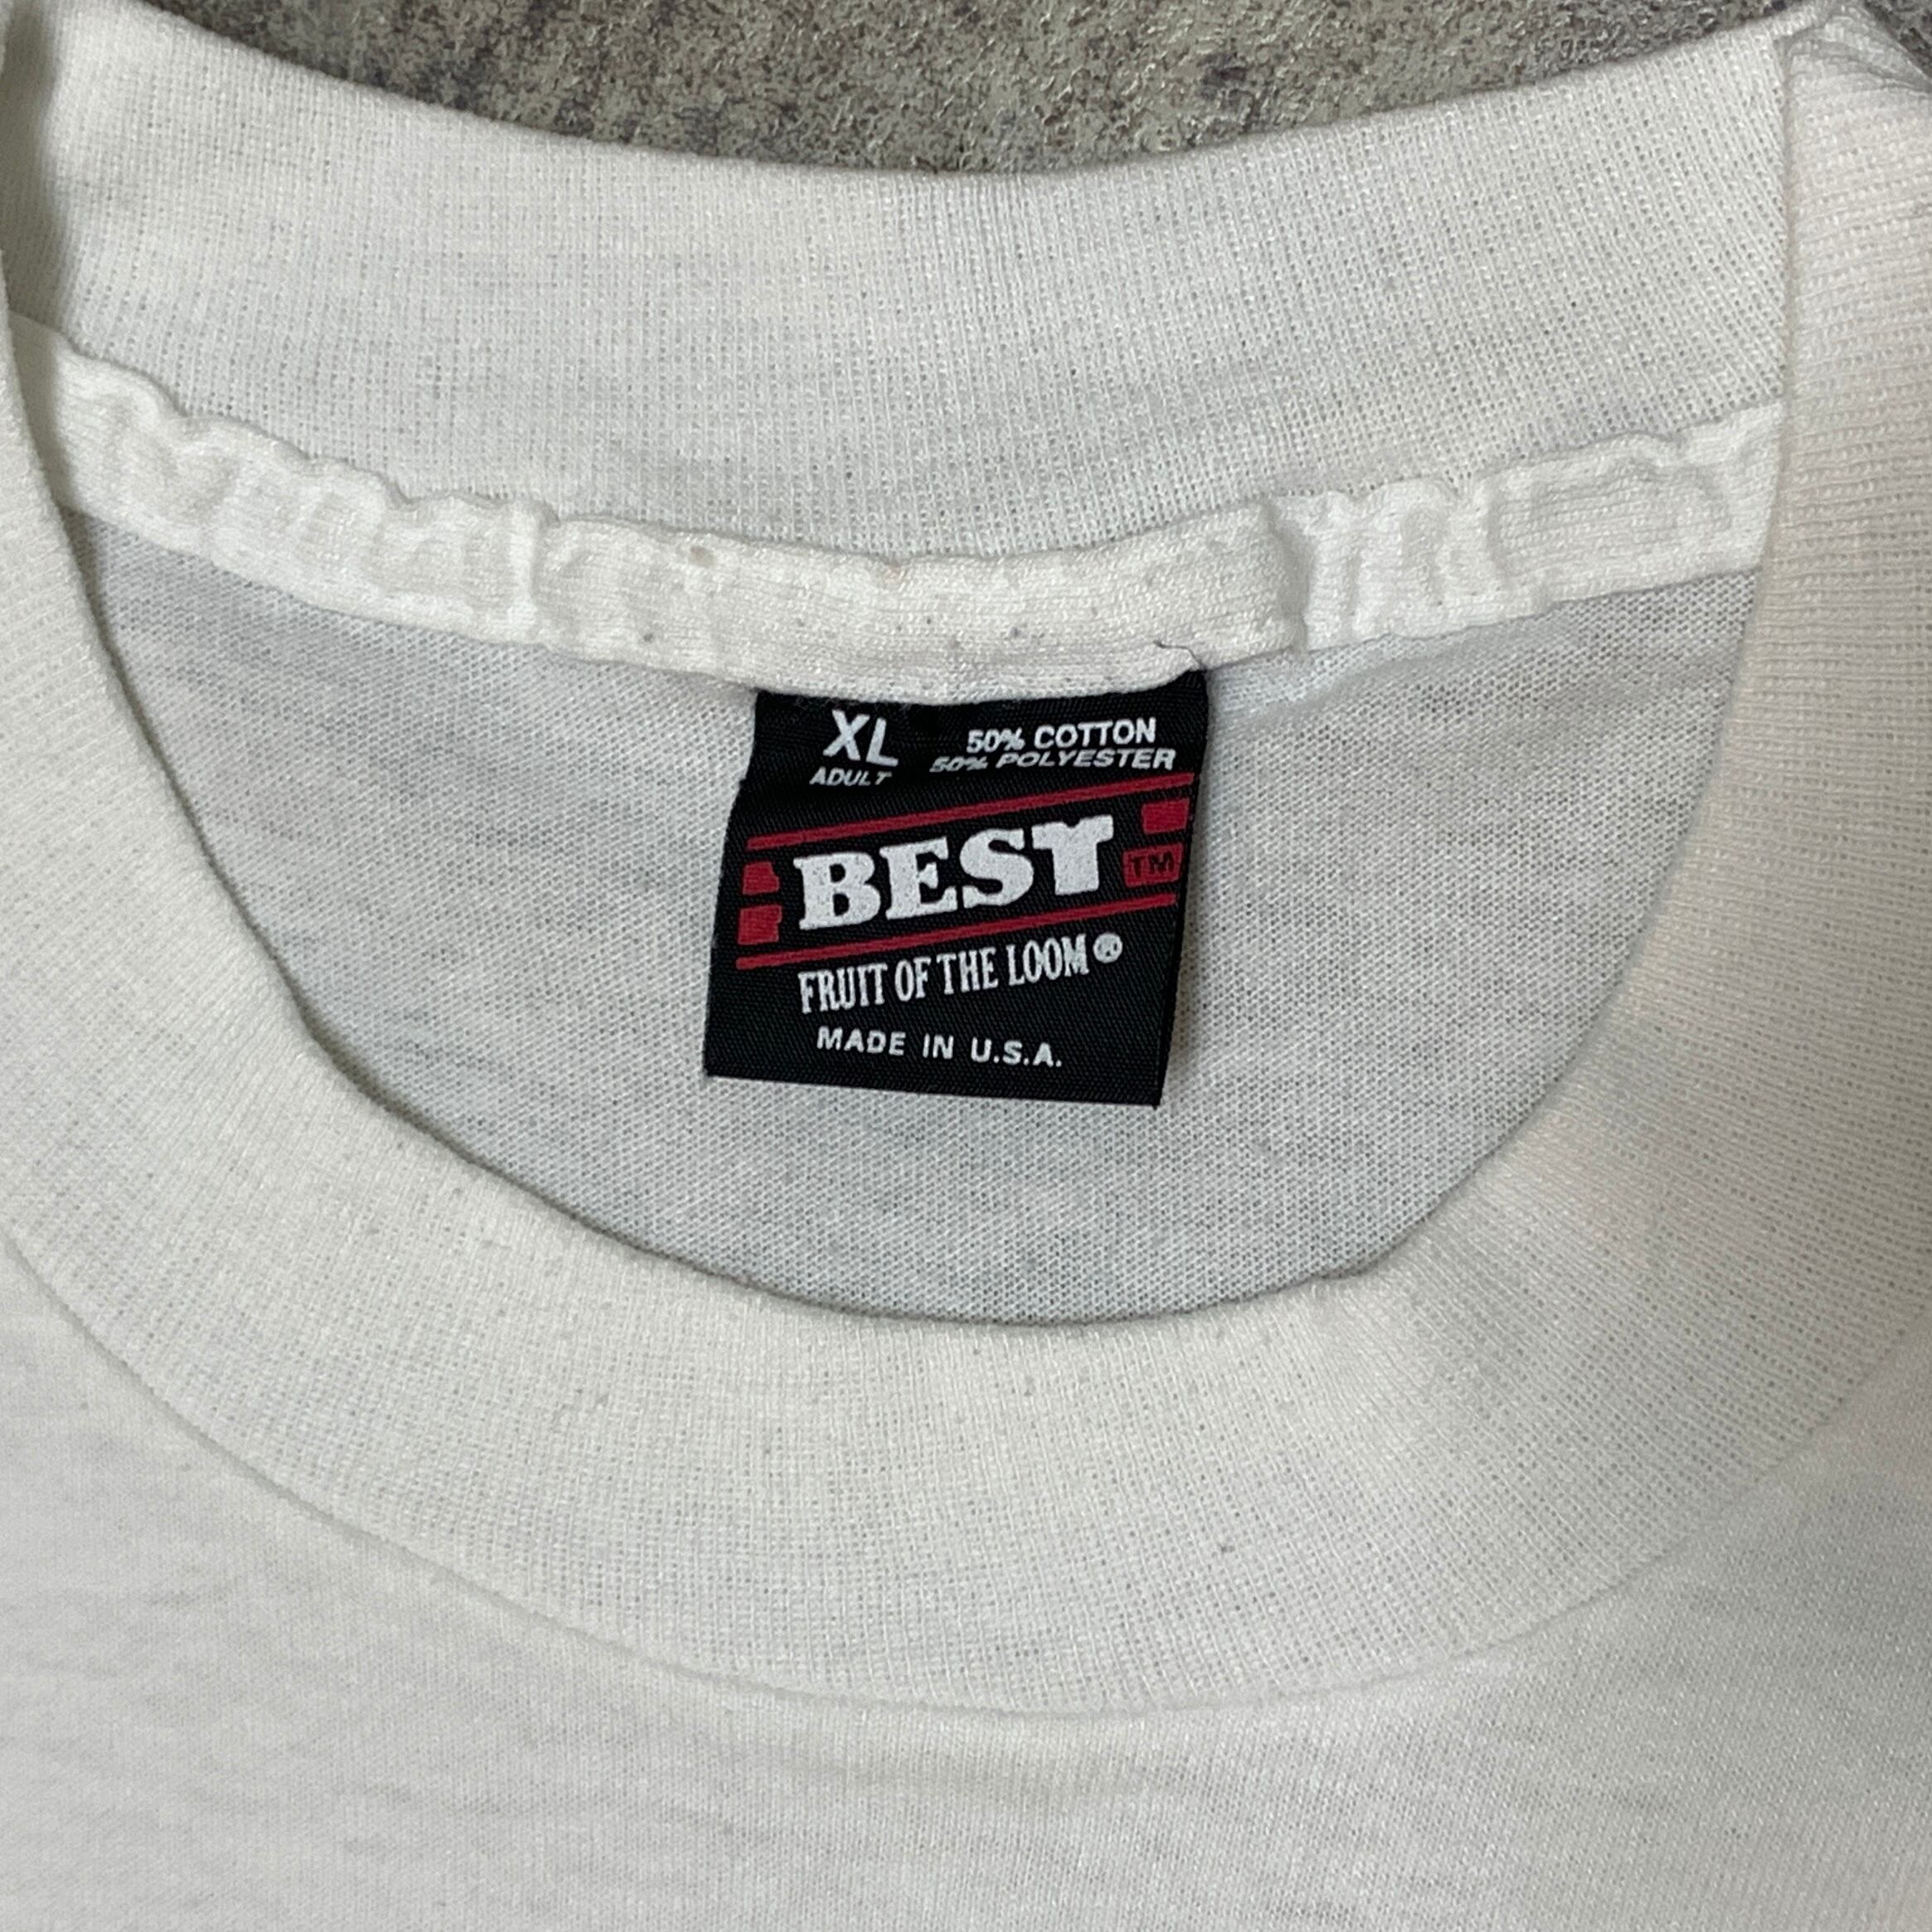 XL
ADULT
50% COTTON
50% POLYESTER
BEST TM
FRUIT OF THE LOOM®
MADE IN U.S.A.